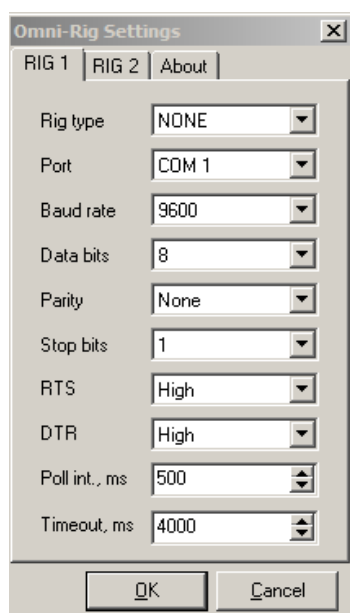 Omni-Rig Settings
RIG 1 RIG 2 About
Rig type NONE
Port COM 1
Baud rate 9600
Data bits 8
Parity None
Stop bits 1
RTS High
DTR High
Poll int., ms 500
Timeout, ms 4000
OK Cancel